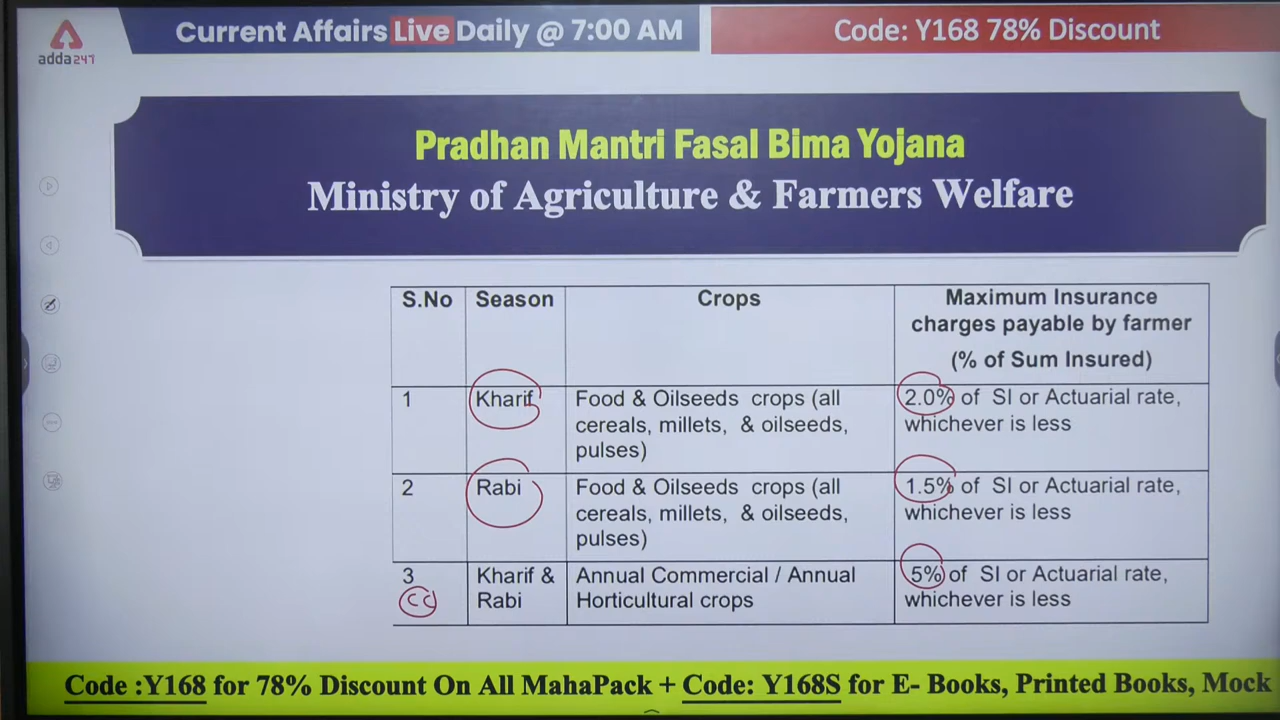 Current Affairs Live Daily @ 7:00 AM
Code: Y168 78% Discount
adda247
Pradhan Mantri Fasal Bima Yojana
Ministry of Agriculture & Farmers Welfare
S.No Season Crops Maximum Insurance
charges payable by farmer
(% of Sum Insured)
1 Kharif Food & Oilseeds crops (all 2.0% of SI or Actuarial rate,
cereals, millets, & oilseeds, whichever is less
pulses)
2 Rabi Food & Oilseeds crops (all 1.5% of SI or Actuarial rate,
cereals, millets, & oilseeds, whichever is less
pulses)
3 Kharif & Annual Commercial / Annual 5% of SI or Actuarial rate,
CC Rabi Horticultural crops whichever is less
Code :Y168 for 78% Discount On All MahaPack + Code: Y168S for E- Books, Printed Books, Mock